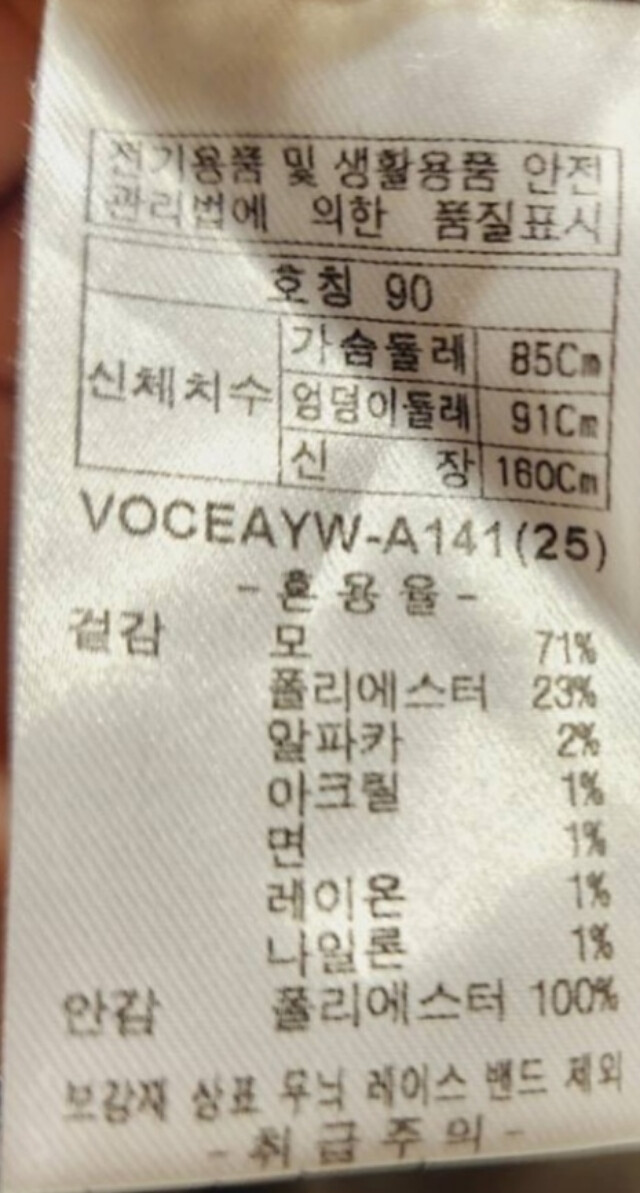 전기용품 및 생활용품 안전
관리법에 의한 품질표시
호칭 90
신체치수 가슴둘레 85Cm
엉덩이둘레 91Cm
신 장 160Cm
VOCEAYW-A141(25)
-혼용율-
겉감 모 71%
폴리에스터 23%
알파카 2%
아크릴 1%
면 1%
레이온 1%
나일론 1%
안감 폴리에스터 100%
보강재 상표 무늬 레이스 밴드 제외
-취급주의-